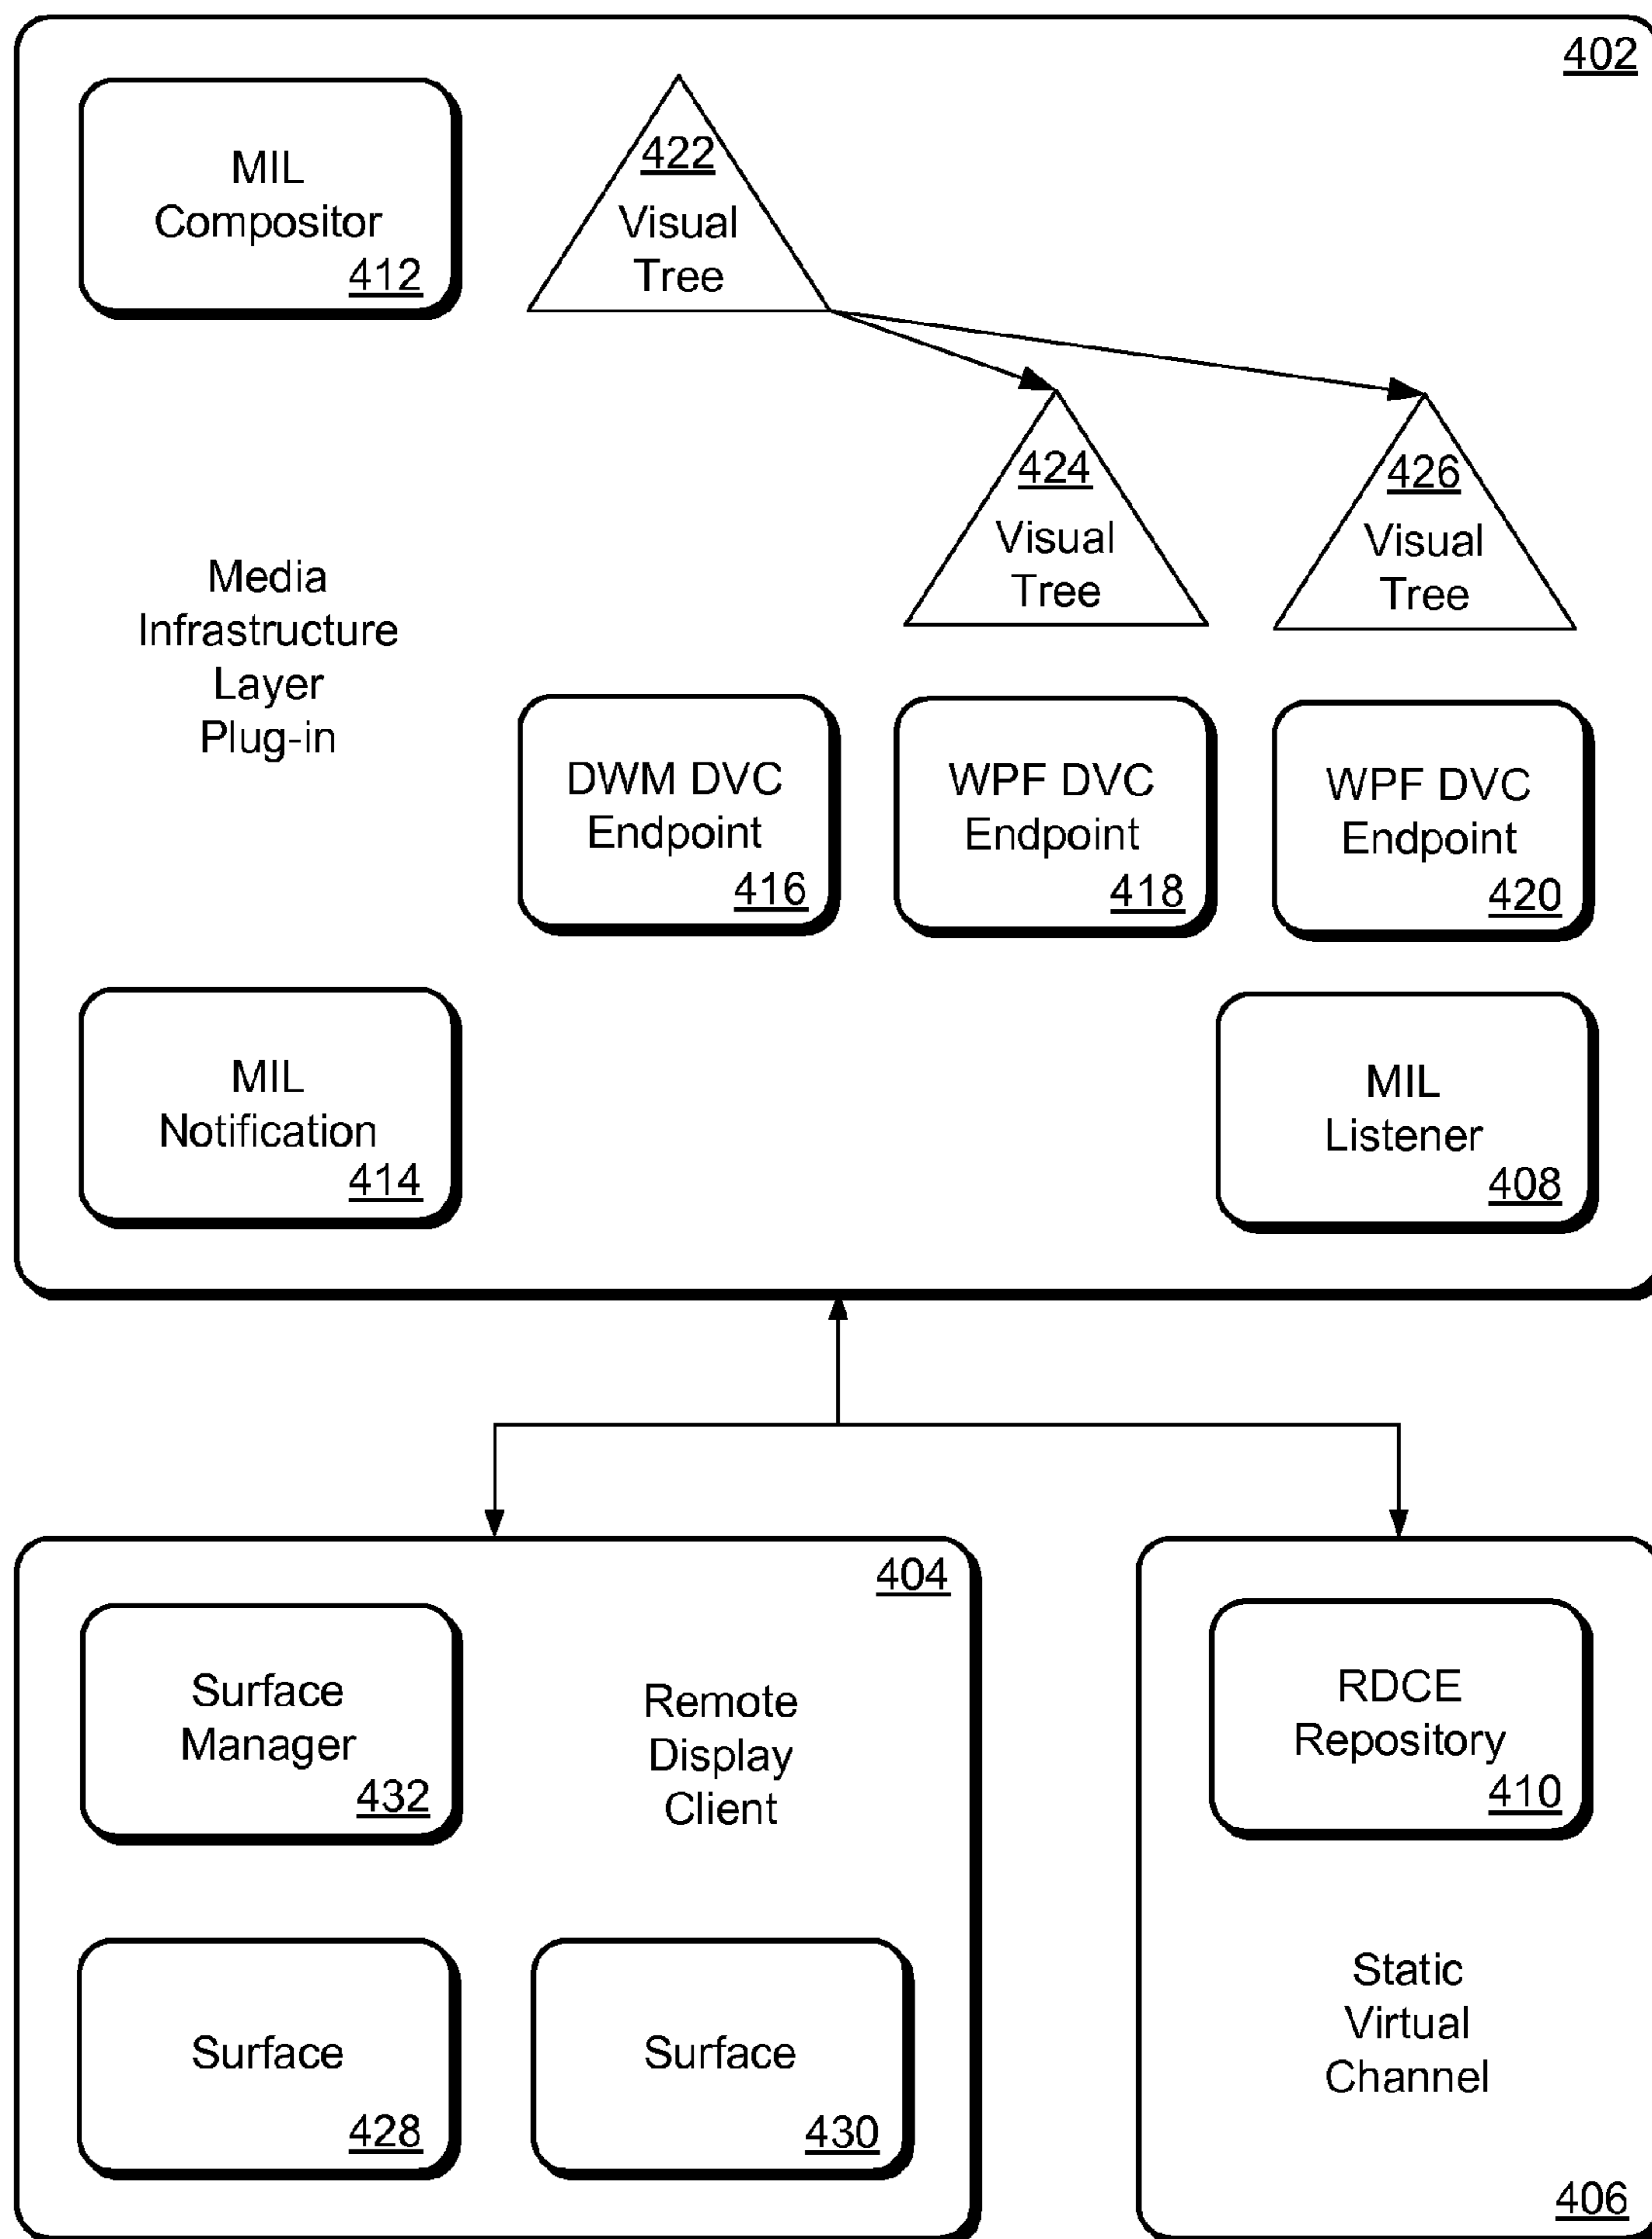 402
MIL
Compositor
412
422
Visual
Tree
424
Visual
Tree
426
Visual
Tree
Media
Infrastructure
Layer
Plug-in
DWM DVC
Endpoint
416
WPF DVC
Endpoint
418
WPF DVC
Endpoint
420
MIL
Notification
414
MIL
Listener
408
404
Surface
Manager
432
Remote
Display
Client
Surface
428
Surface
430
RDCE
Repository
410
Static
Virtual
Channel
406